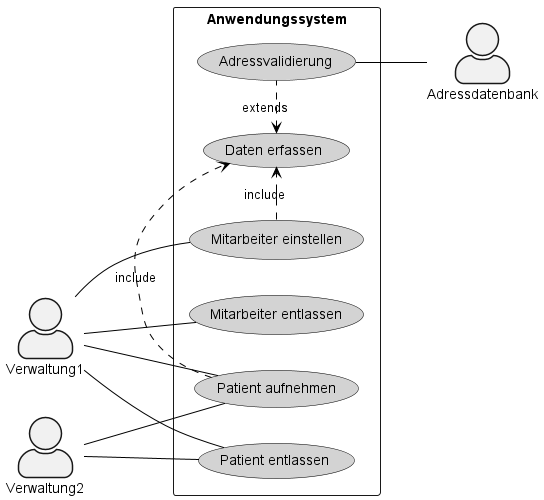 Anwendungssystem
Adressvalidierung
Adressdatenbank
extends
Daten erfassen
include
Mitarbeiter einstellen
include
Mitarbeiter entlassen
Verwaltung1
Patient aufnehmen
Patient entlassen
Verwaltung2